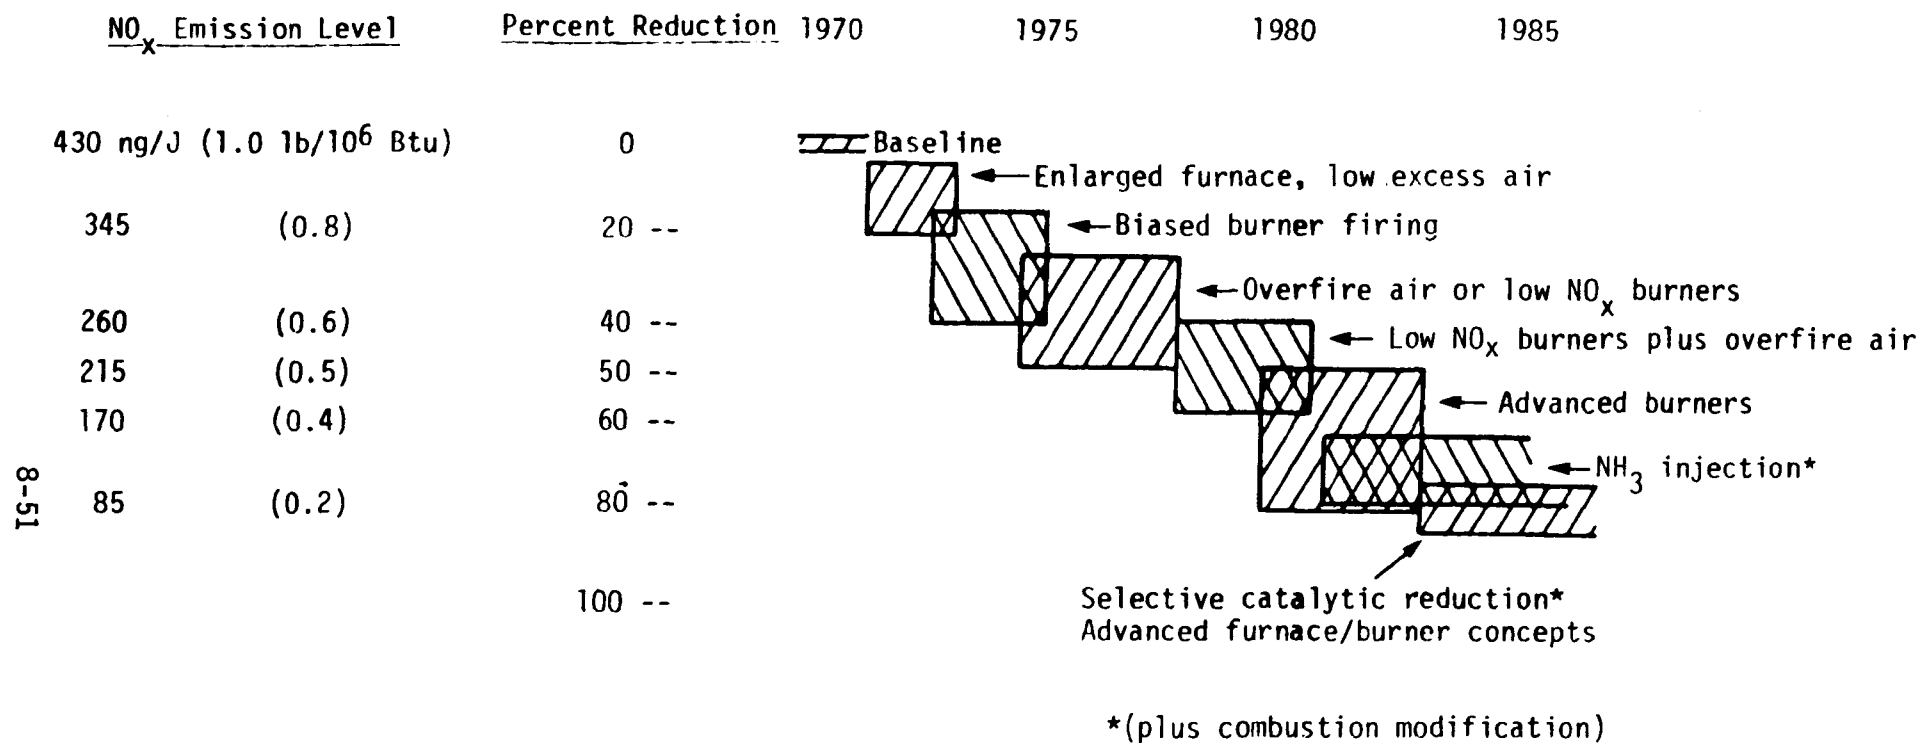 NOx Emission Level Percent Reduction 1970 1975 1980 1985
430 ng/J (1.0 lb/10⁶ Btu) 0 Baseline
Enlarged furnace, low excess air
345 (0.8) 20 -- Biased burner firing
Overfire air or low NOx burners
260 (0.6) 40 --
Low NOx burners plus overfire air
215 (0.5) 50 --
Advanced burners
170 (0.4) 60 --
NH3 injection*
85 (0.2) 80 --
8-51
100 -- Selective catalytic reduction*
Advanced furnace/burner concepts
*(plus combustion modification)